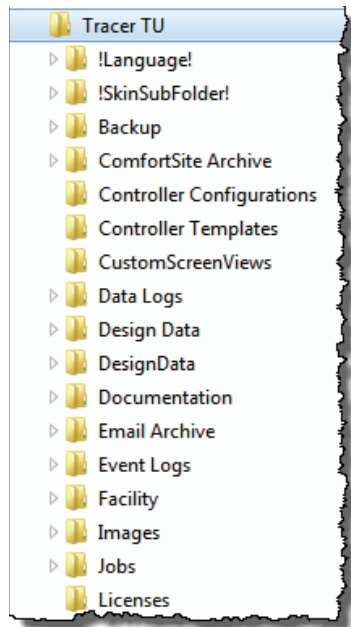 Tracer TU
!Language!
!SkinSubFolder!
Backup
ComfortSite Archive
Controller Configurations
Controller Templates
CustomScreenViews
Data Logs
Design Data
DesignData
Documentation
Email Archive
Event Logs
Facility
Images
Jobs
Licenses